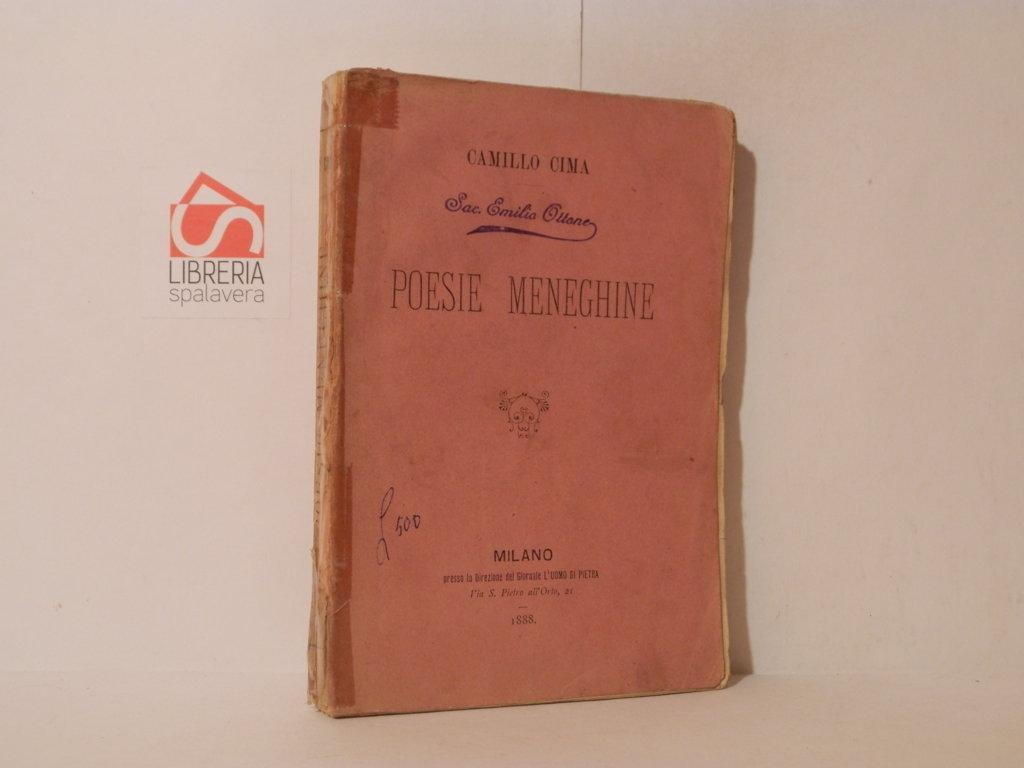 LIBRERIA
spalavera
CAMILLO CIMA
Sac. Emilio Ottone
POESIE MENEGHINE
L 500
MILANO
presso la Direzione del Giornale L'UOMO DI PIETRA
Via S. Pietro all'Orto, 21
1888.